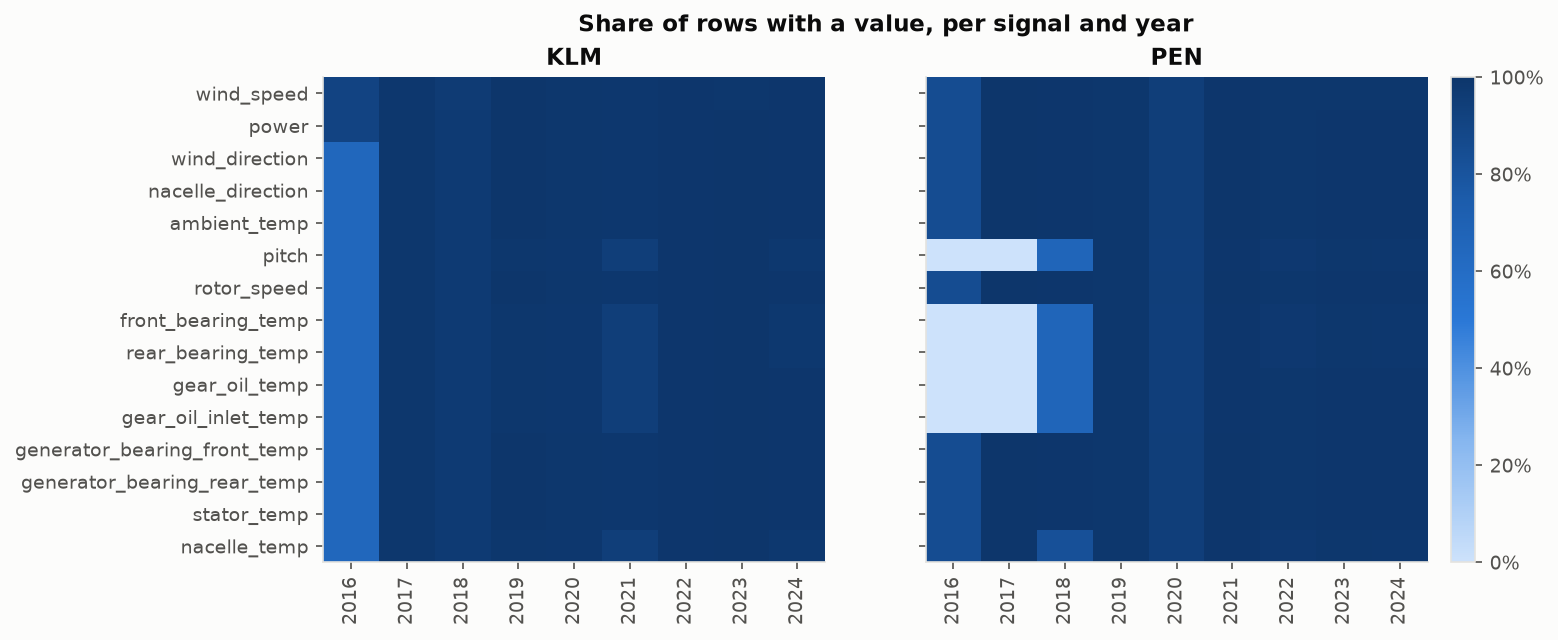 Share of rows with a value, per signal and year
KLM
PEN
wind_speed
power
wind_direction
nacelle_direction
ambient_temp
pitch
rotor_speed
front_bearing_temp
rear_bearing_temp
gear_oil_temp
gear_oil_inlet_temp
generator_bearing_front_temp
generator_bearing_rear_temp
stator_temp
nacelle_temp
2016 2017 2018 2019 2020 2021 2022 2023 2024
2016 2017 2018 2019 2020 2021 2022 2023 2024
100%
80%
60%
40%
20%
0%